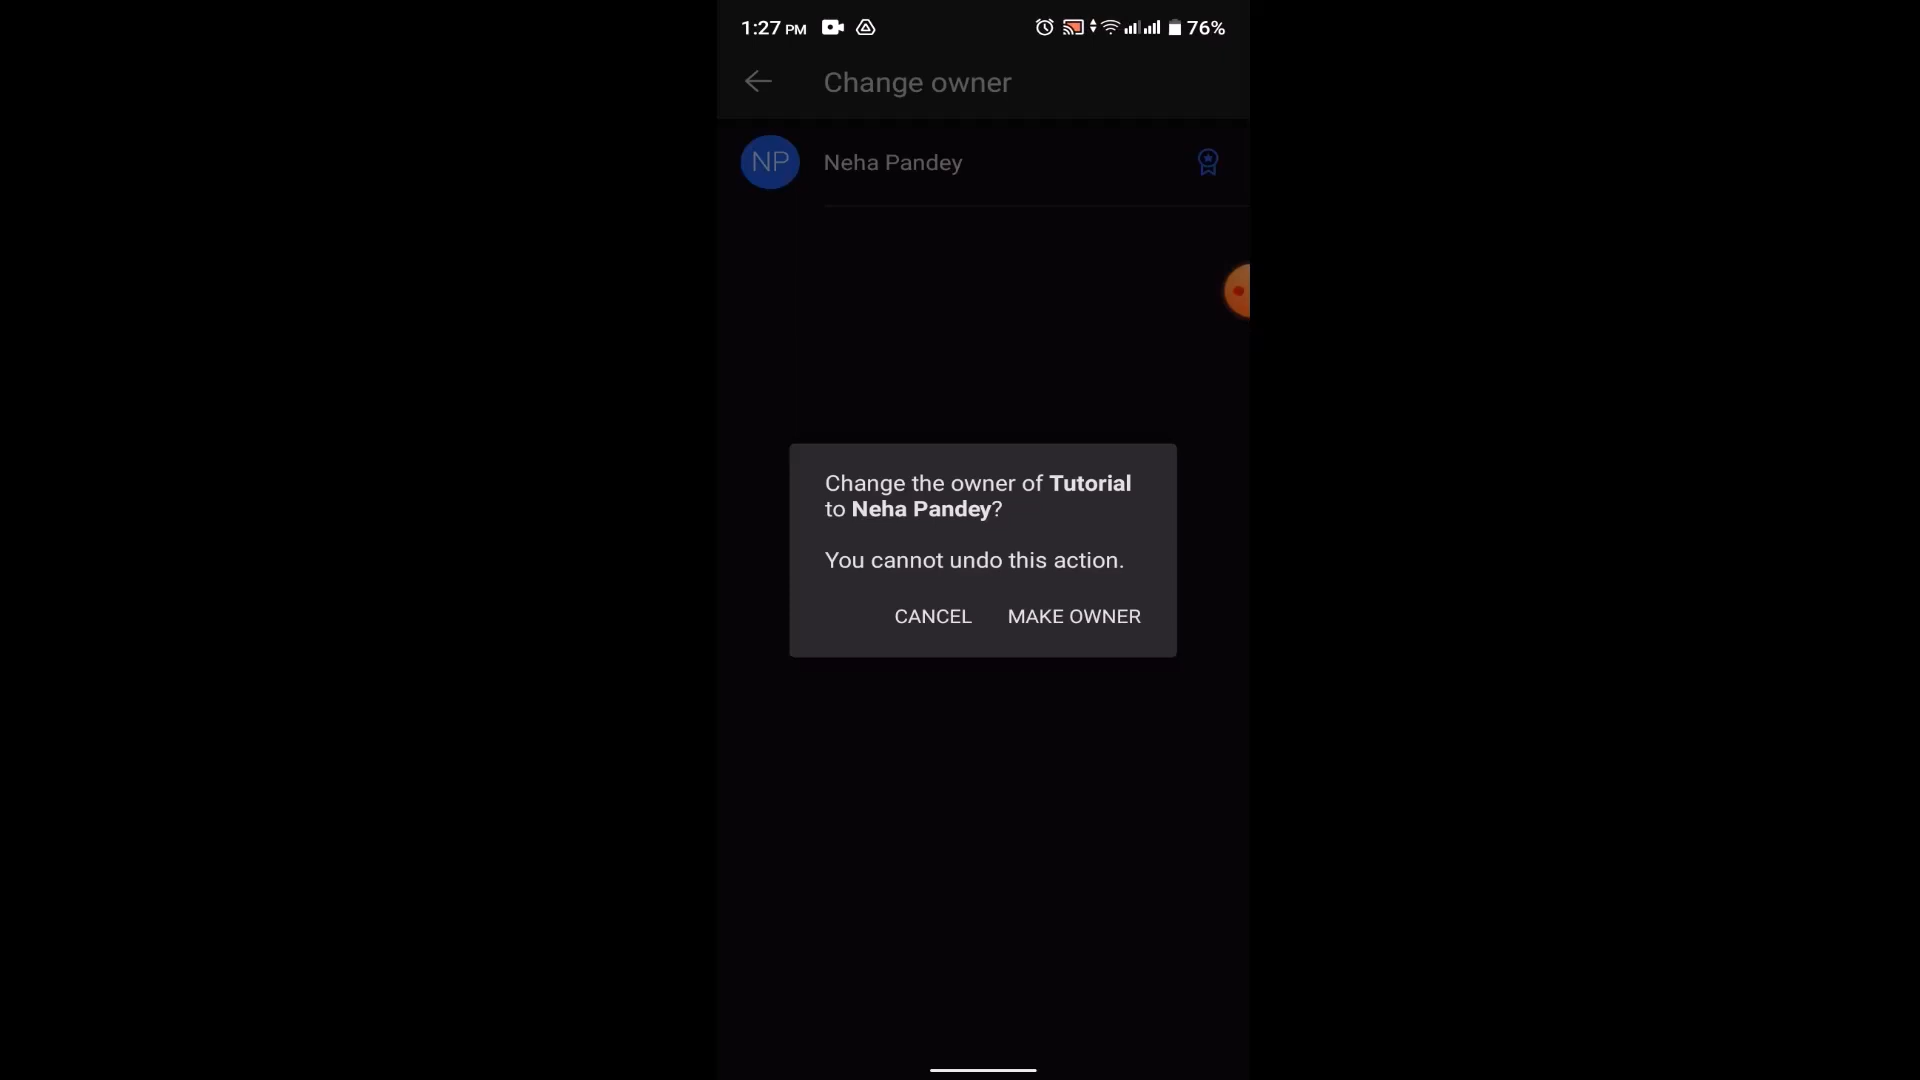 1:27 PM 76%
Change owner
NP Neha Pandey
Change the owner of Tutorial
to Neha Pandey?
You cannot undo this action.
CANCEL MAKE OWNER